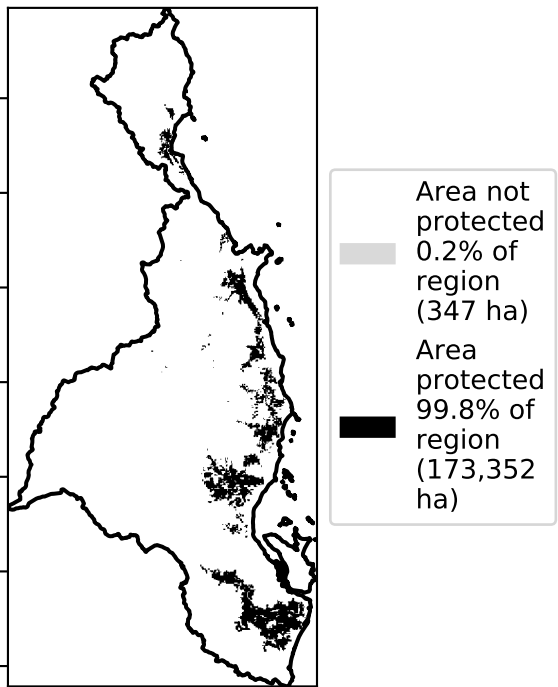 Area not
protected
0.2% of
region
(347 ha)
Area
protected
99.8% of
region
(173,352
ha)